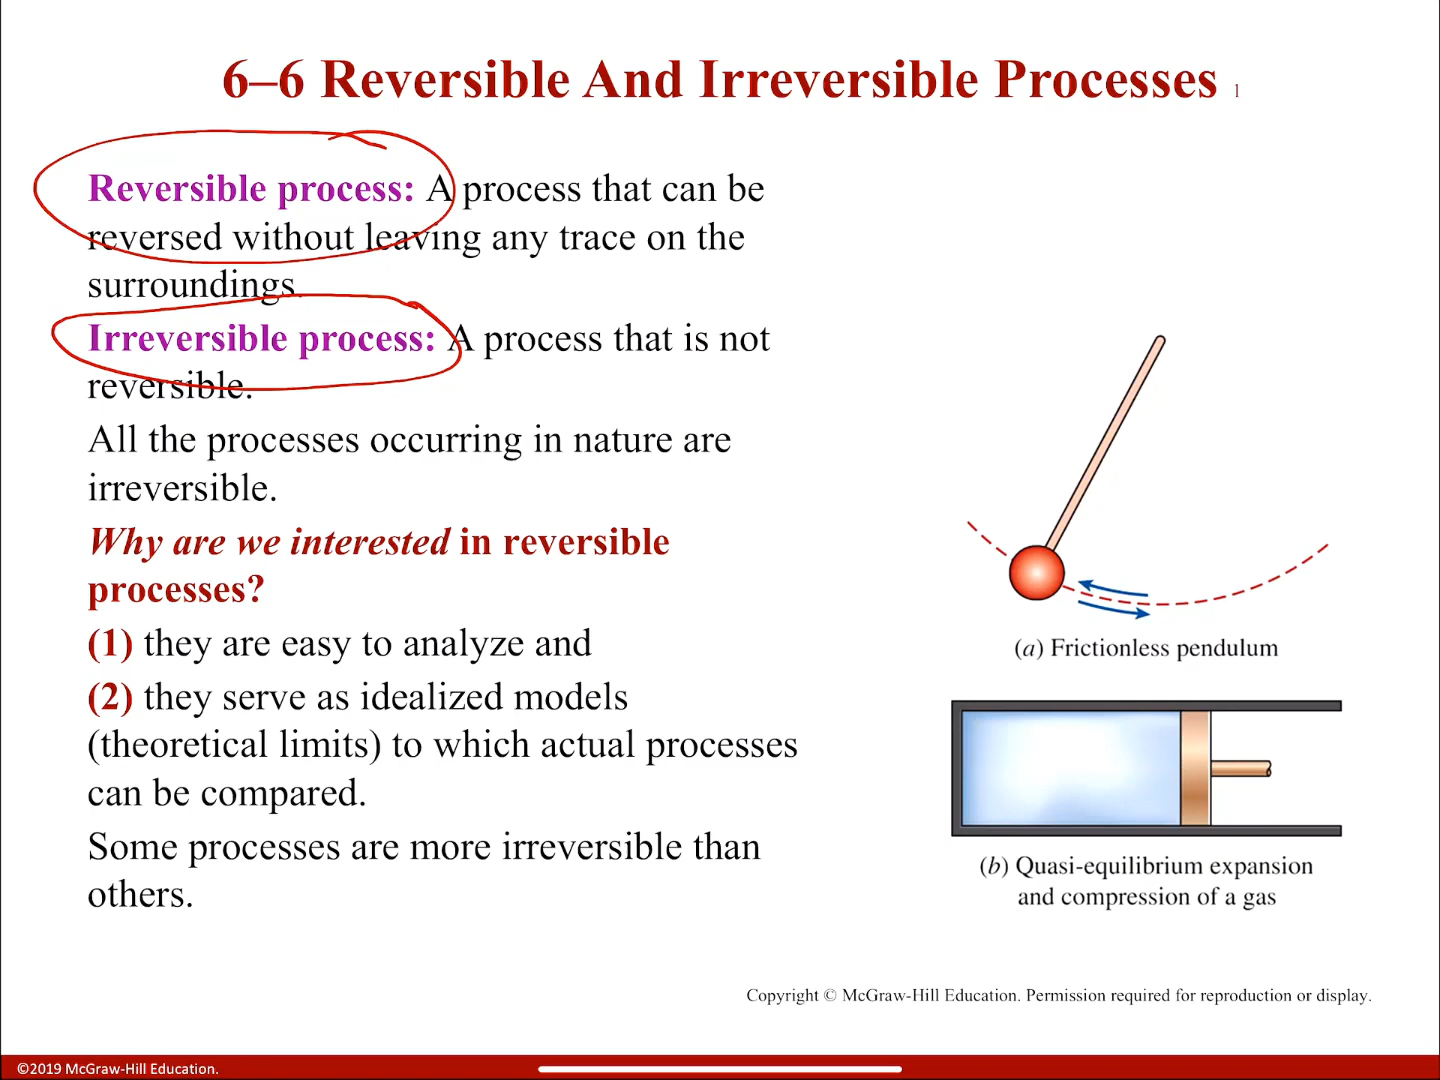 6–6 Reversible And Irreversible Processes 1
Reversible process: A process that can be
reversed without leaving any trace on the
surroundings.
Irreversible process: A process that is not
reversible.
All the processes occurring in nature are
irreversible.
Why are we interested in reversible
processes?
(1) they are easy to analyze and
(2) they serve as idealized models
(theoretical limits) to which actual processes
can be compared.
Some processes are more irreversible than
others.
(a) Frictionless pendulum
(b) Quasi-equilibrium expansion
and compression of a gas
Copyright © McGraw-Hill Education. Permission required for reproduction or display.
©2019 McGraw-Hill Education.